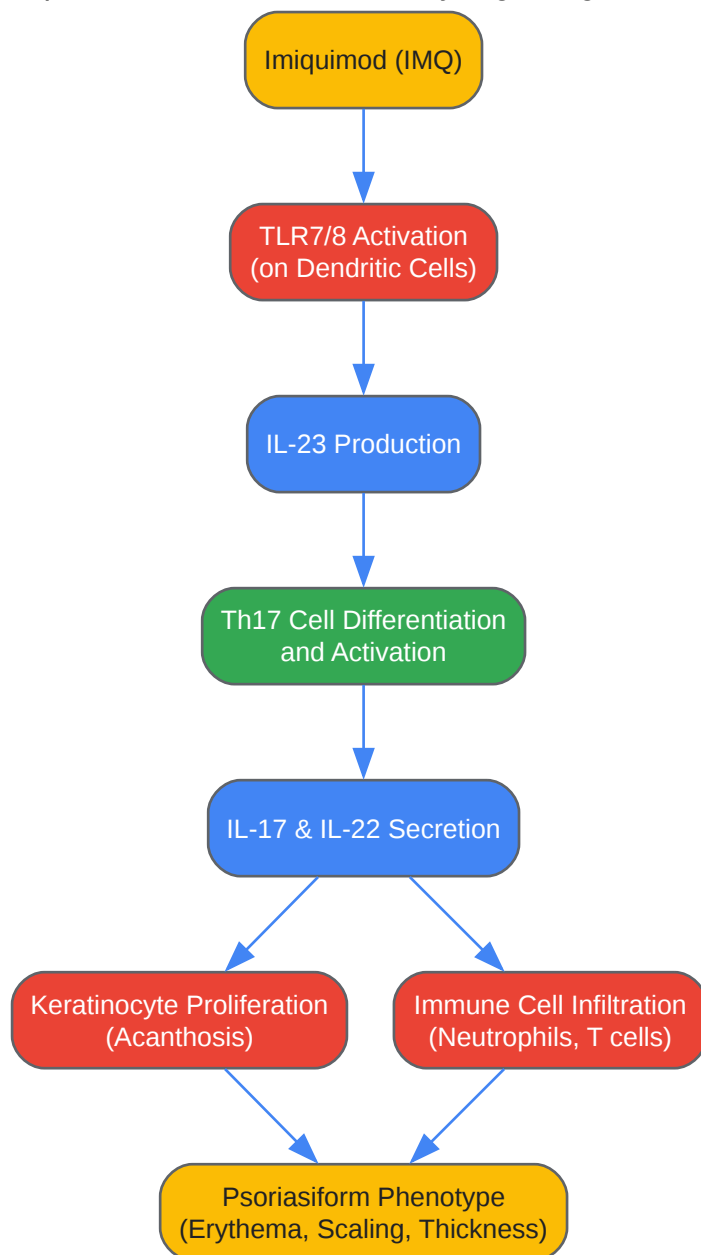 Imiquimod (IMQ)
TLR7/8 Activation
(on Dendritic Cells)
IL-23 Production
Th17 Cell Differentiation
and Activation
IL-17 & IL-22 Secretion
Keratinocyte Proliferation
(Acanthosis)
Immune Cell Infiltration
(Neutrophils, T cells)
Psoriasiform Phenotype
(Erythema, Scaling, Thickness)